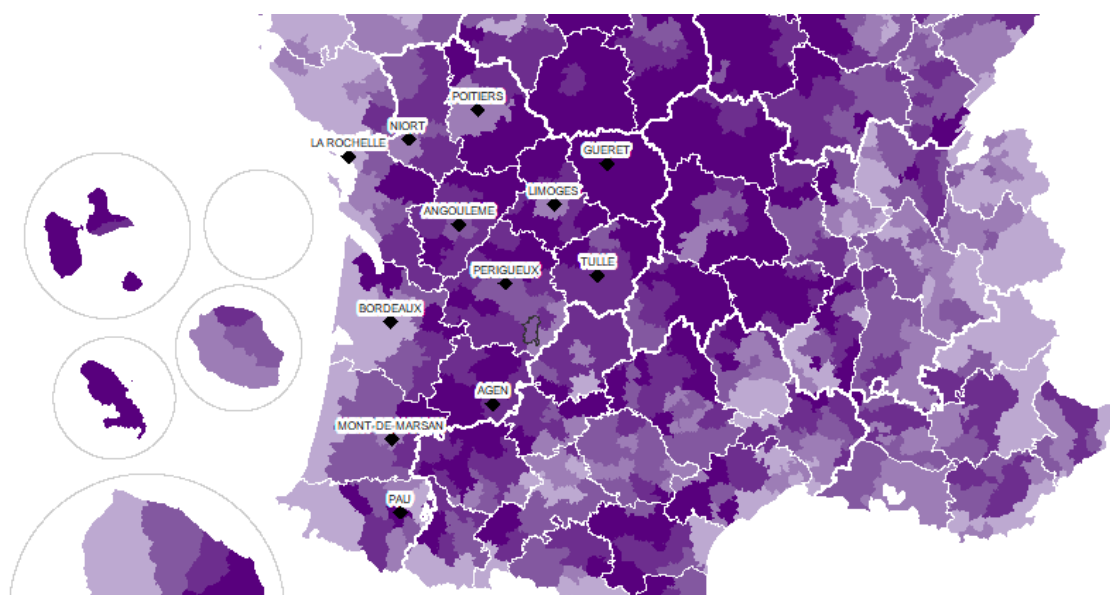 POITIERS
NIORT
LA ROCHELLE
GUERET
LIMOGES
ANGOULEME
TULLE
PERIGUEUX
BORDEAUX
AGEN
MONT-DE-MARSAN
PAU